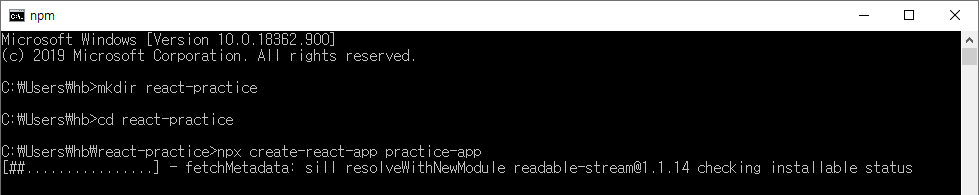 npm
Microsoft Windows [Version 10.0.18362.900]
(c) 2019 Microsoft Corporation. All rights reserved.
C:₩Users₩hb>mkdir react-practice
C:₩Users₩hb>cd react-practice
C:₩Users₩hb₩react-practice>npx create-react-app practice-app
[##................] - fetchMetadata: sill resolveWithNewModule readable-stream@1.1.14 checking installable status